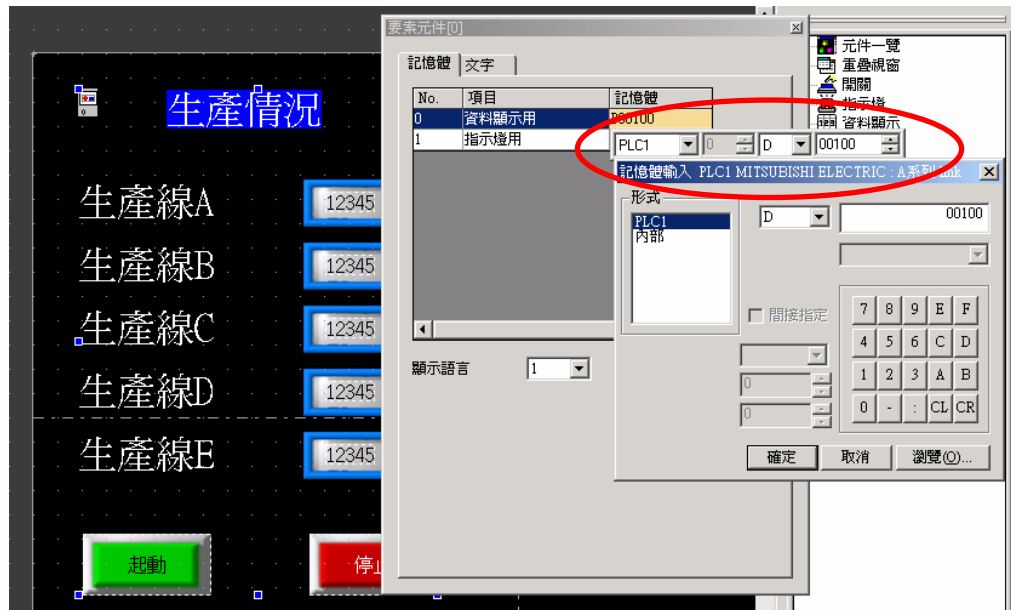 要素元件[0]
記憶體
文字
No. 項目 記憶體
0 資料顯示用 D00100
1 指示燈用
PLC1 0 D 00100
記憶體輸入 PLC1 MITSUBISHI ELECTRIC : A系列 link
形式
PLC1
內部
D
00100
間接指定
0
0
7 8 9 E F
4 5 6 C D
1 2 3 A B
0 - : CL CR
確定 取消 瀏覽(O)...
顯示語言 1
元件一覽
重疊視窗
開關
指示燈
資料顯示
生產情況
生產線A 12345
生產線B 12345
生產線C 12345
生產線D 12345
生產線E 12345
起動 停